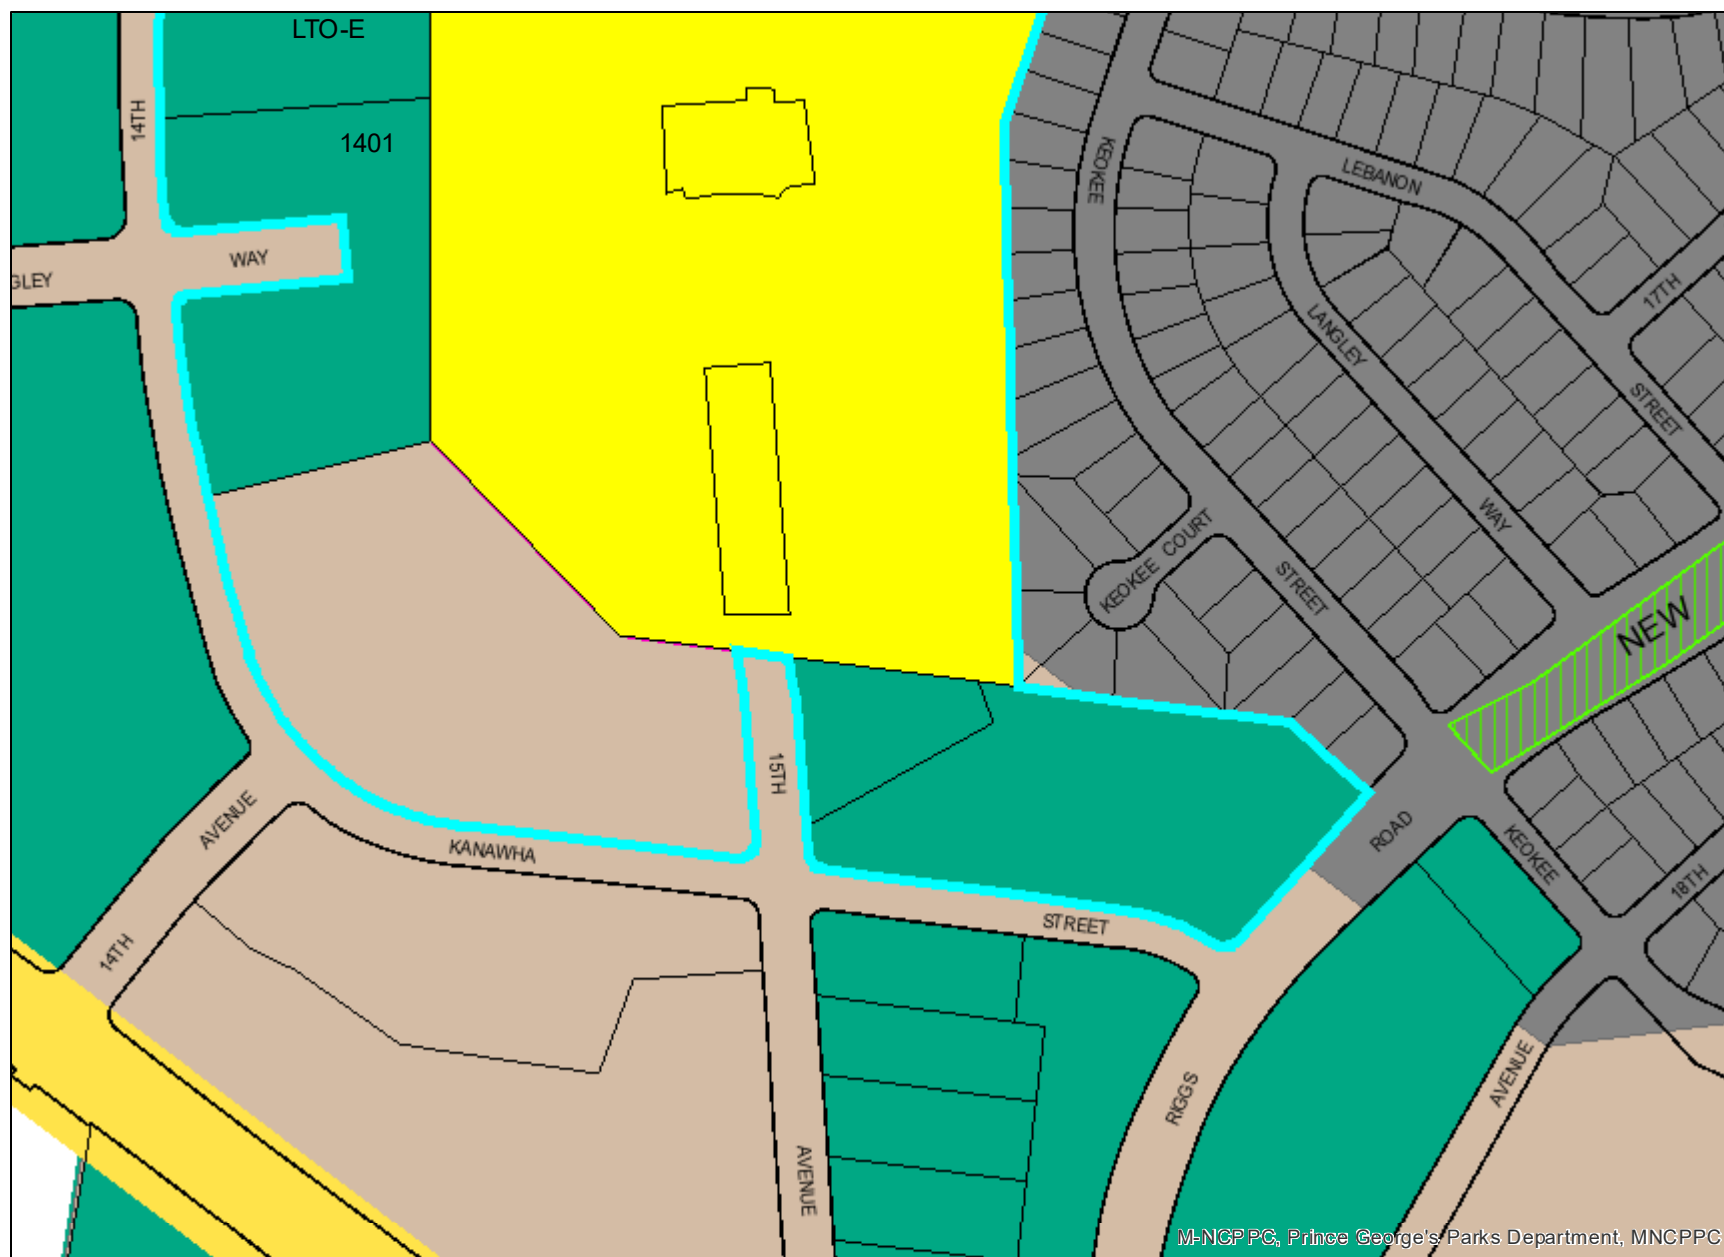 LTO-E
14TH
1401
KEOKEE
LEBANON
WAY
GLEY
17TH
LANGLEY
STREET
WAY
KEOKEE COURT
STREET
NEW
15TH
AVENUE
KANAWHA
ROAD
KEOKEE
18TH
STREET
14TH
AVENUE
RIGGS
AVENUE
M-NCPPC, Prince George's Parks Department, MNCPPC